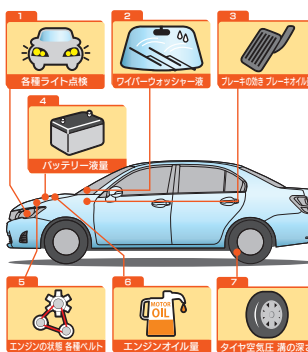 1
各種ライト点検
2
ワイパーウォッシャー液
3
ブレーキの効き ブレーキオイル
4
バッテリー液量
5
エンジンの状態 各種ベルト
6
MOTOR
OIL
エンジンオイル量
7
タイヤ空気圧 溝の深さ